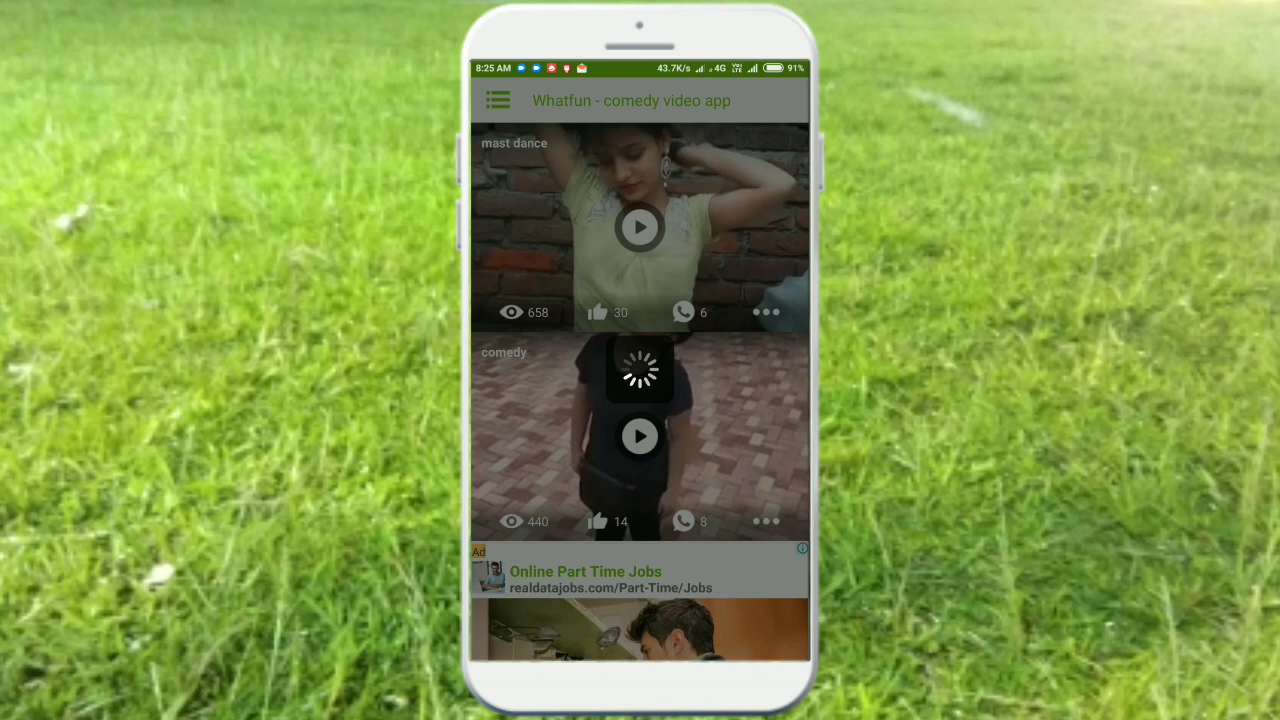 8:25 AM 43.7K/s 4G VoLTE 91%
Whatfun - comedy video app
mast dance
658 30 6
comedy
440 14 8
Ad
Online Part Time Jobs
realdatajobs.com/Part-Time/Jobs